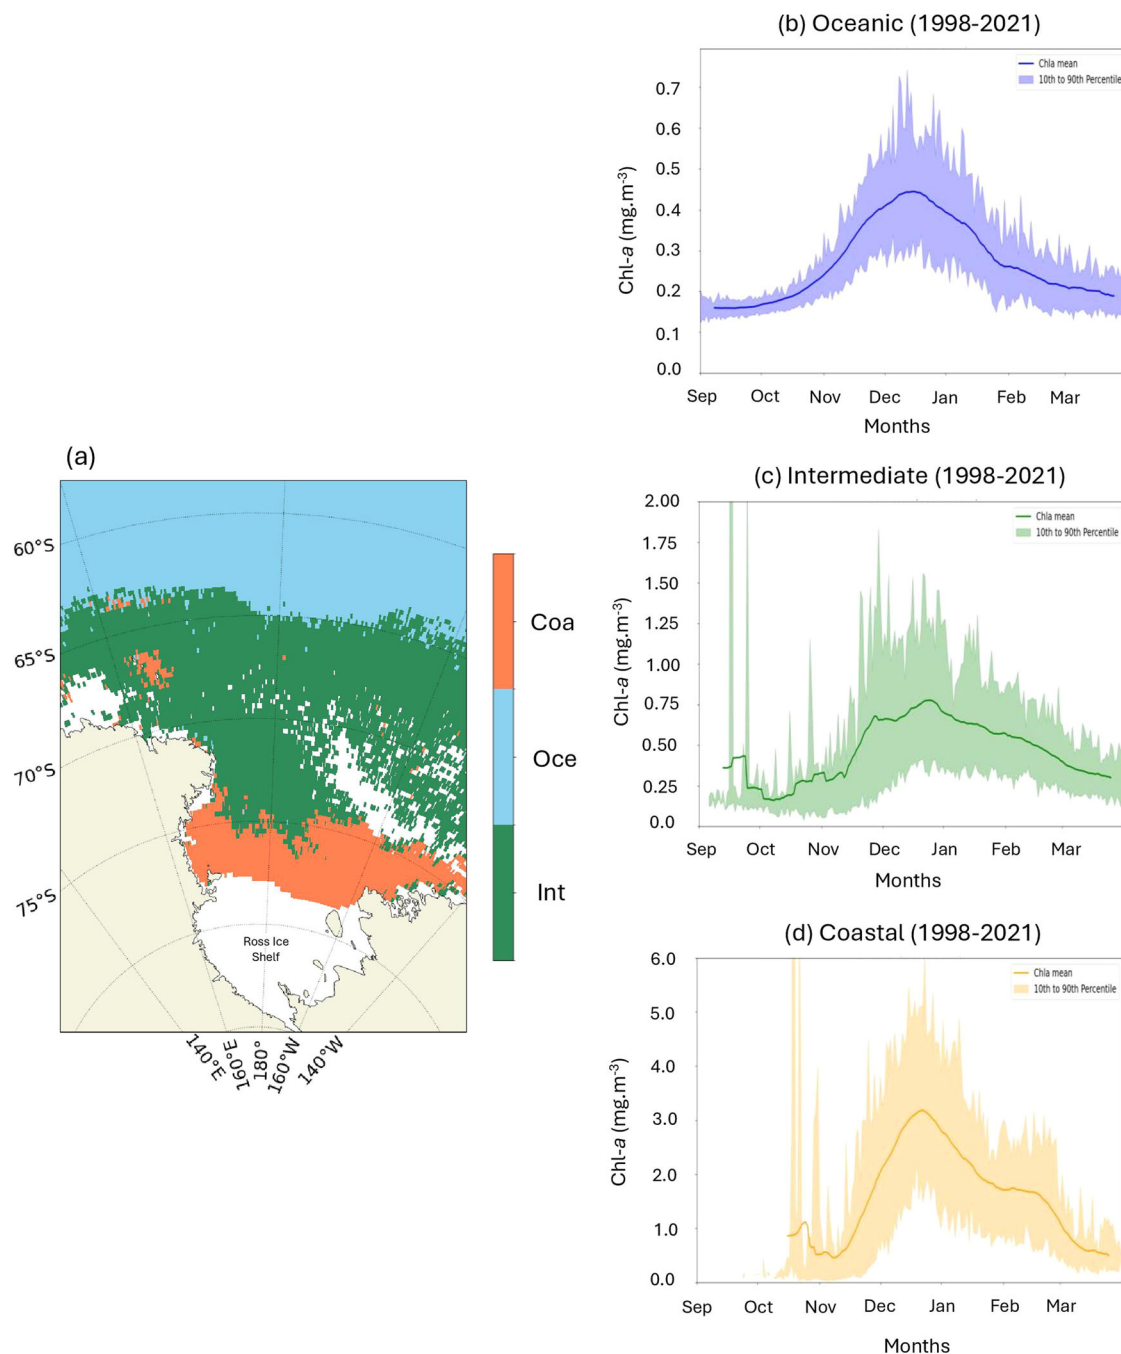 (b) Oceanic (1998-2021)
Chla mean
10th to 90th Percentile
0.7
0.6
0.5
0.4
0.3
0.2
0.1
0.0
Chl-a (mg.m-3)
Sep Oct Nov Dec Jan Feb Mar
Months
(a)
60°S
65°S
70°S
75°S
Ross Ice
Shelf
140°E
160°E
180°
160°W
140°W
Coa
Oce
Int
(c) Intermediate (1998-2021)
Chla mean
10th to 90th Percentile
2.00
1.75
1.50
1.25
1.00
0.75
0.50
0.25
0.0
Chl-a (mg.m-3)
Sep Oct Nov Dec Jan Feb Mar
Months
(d) Coastal (1998-2021)
Chla mean
10th to 90th Percentile
6.0
5.0
4.0
3.0
2.0
1.0
0.0
Chl-a (mg.m-3)
Sep Oct Nov Dec Jan Feb Mar
Months